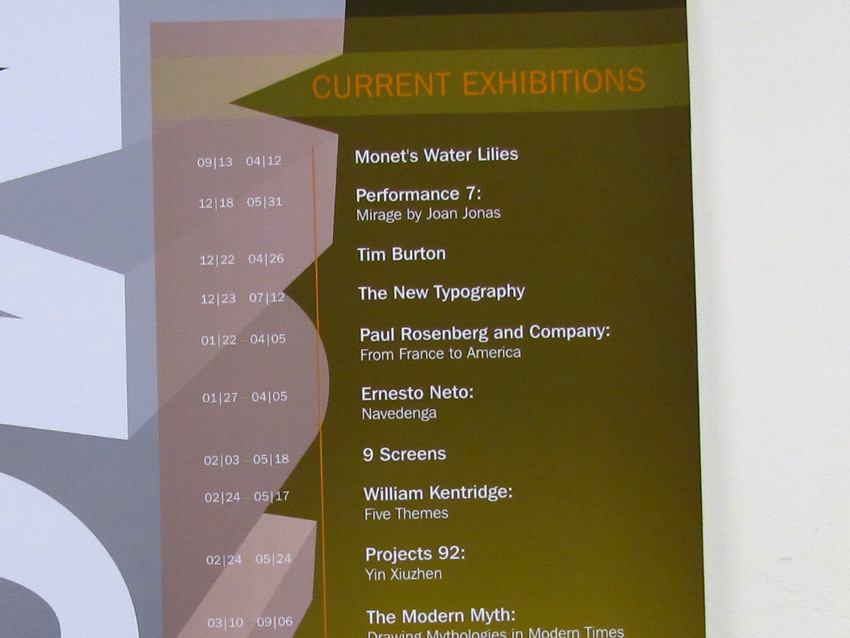 CURRENT EXHIBITIONS
09|13 04|12 Monet's Water Lilies
12|18 05|31 Performance 7:
Mirage by Joan Jonas
12|22 04|26 Tim Burton
12|23 07|12 The New Typography
01|22 04|05 Paul Rosenberg and Company:
From France to America
01|27 04|05 Ernesto Neto:
Navedenga
02|03 05|18 9 Screens
02|24 05|17 William Kentridge:
Five Themes
02|24 05|24 Projects 92:
Yin Xiuzhen
03|10 09|06 The Modern Myth:
Drawing Mythologies in Modern Times